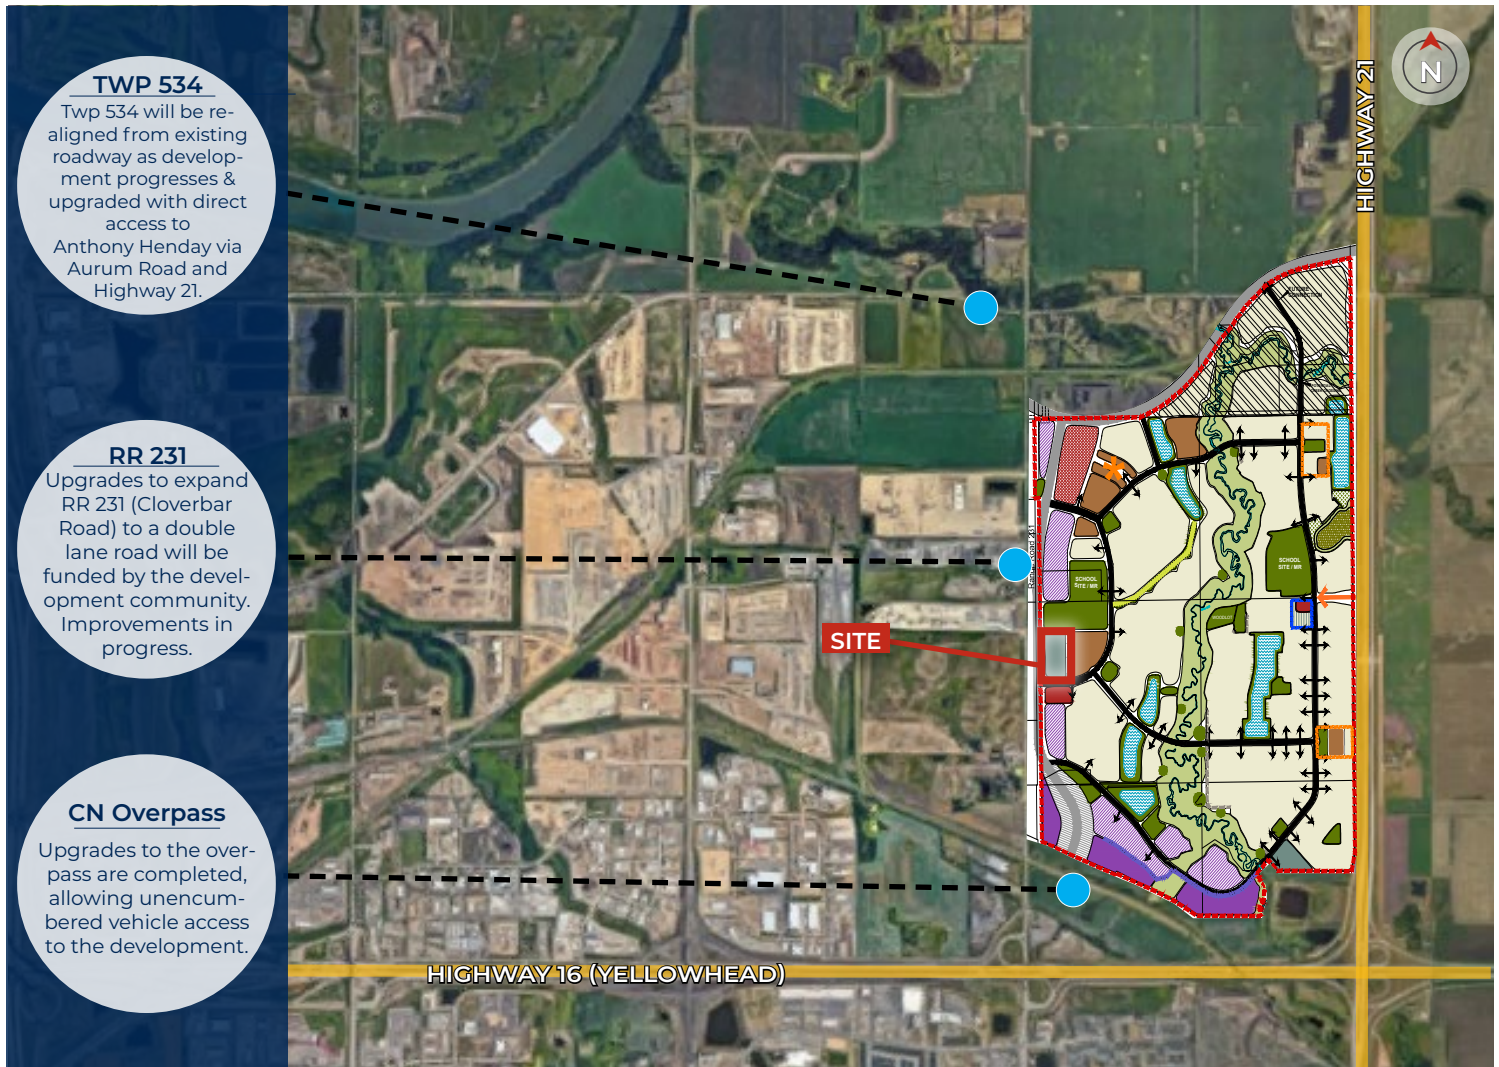 TWP 534
Twp 534 will be re-
aligned from existing
roadway as develop-
ment progresses &
upgraded with direct
access to
Anthony Henday via
Aurum Road and
Highway 21.
RR 231
Upgrades to expand
RR 231 (Cloverbar
Road) to a double
lane road will be
funded by the devel-
opment community.
Improvements in
progress.
CN Overpass
Upgrades to the over-
pass are completed,
allowing unencum-
bered vehicle access
to the development.
N
HIGHWAY 21
FUTURE
CONNECTION
SCHOOL
SITE / MR
SCHOOL
SITE / MR
WOODLOT
SITE
HIGHWAY 16 (YELLOWHEAD)